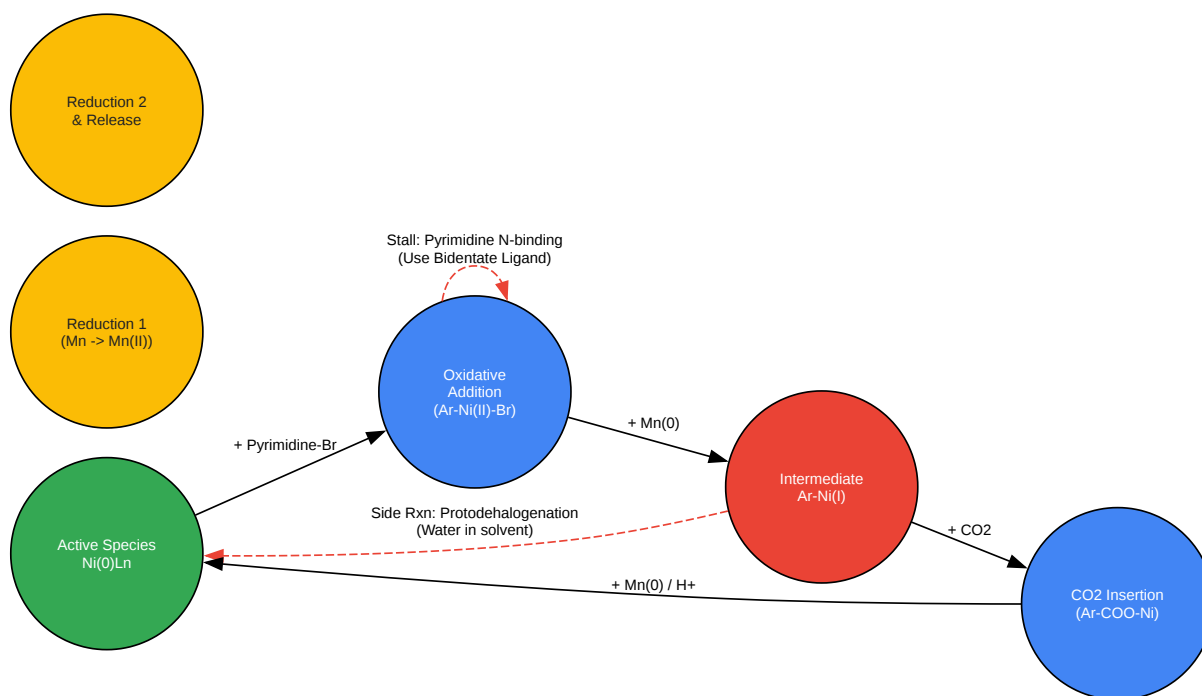 Reduction 2
& Release
Reduction 1
(Mn -> Mn(II))
Stall: Pyrimidine N-binding
(Use Bidentate Ligand)
Oxidative
Addition
(Ar-Ni(II)-Br)
+ Mn(0)
+ Pyrimidine-Br
Intermediate
Ar-Ni(I)
Side Rxn: Protodehalogenation
(Water in solvent)
+ CO2
Active Species
Ni(0)Ln
+ Mn(0) / H+
CO2 Insertion
(Ar-COO-Ni)